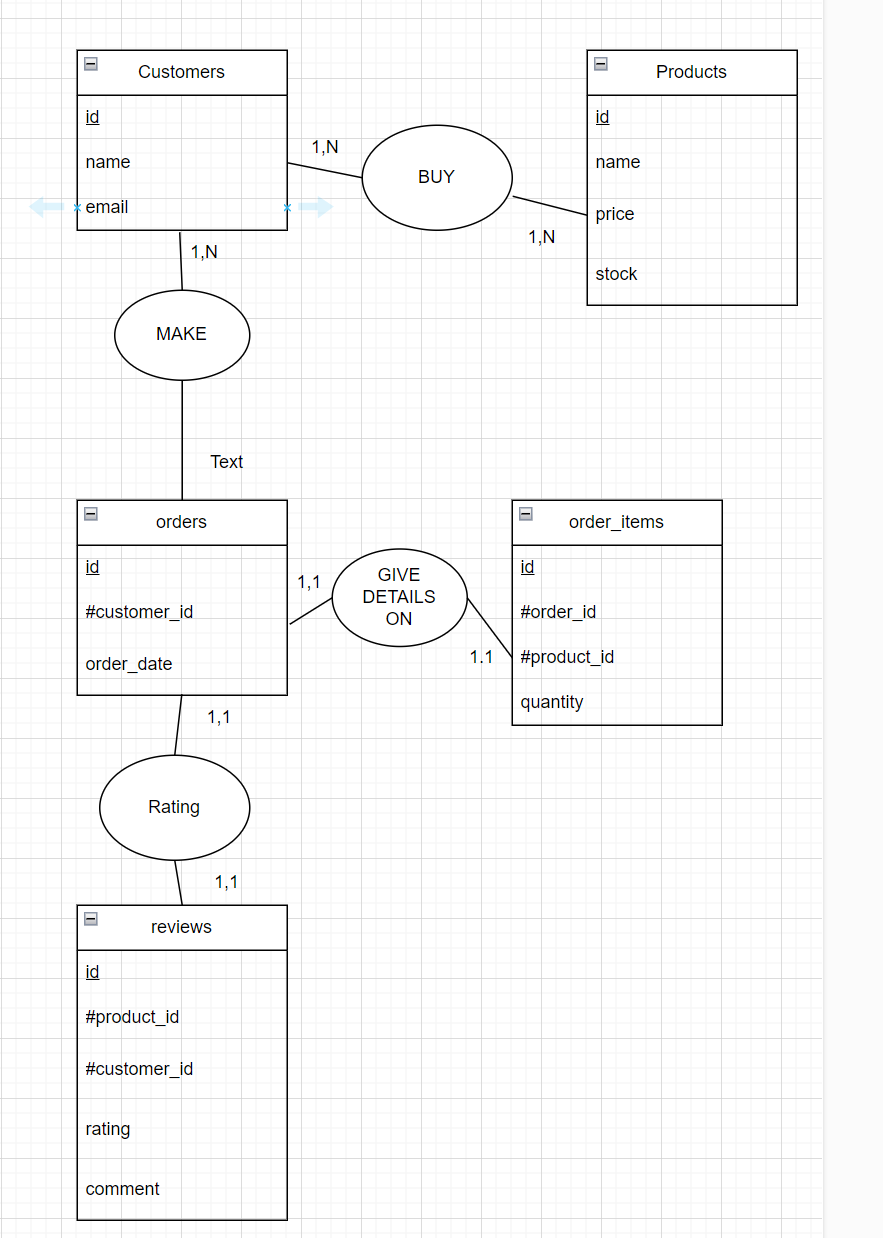 Customers
id
name
email
1,N
BUY
1,N
Products
id
name
price
stock
1,N
MAKE
Text
orders
id
#customer_id
order_date
1,1
GIVE
DETAILS
ON
1.1
order_items
id
#order_id
#product_id
quantity
1,1
Rating
1,1
reviews
id
#product_id
#customer_id
rating
comment